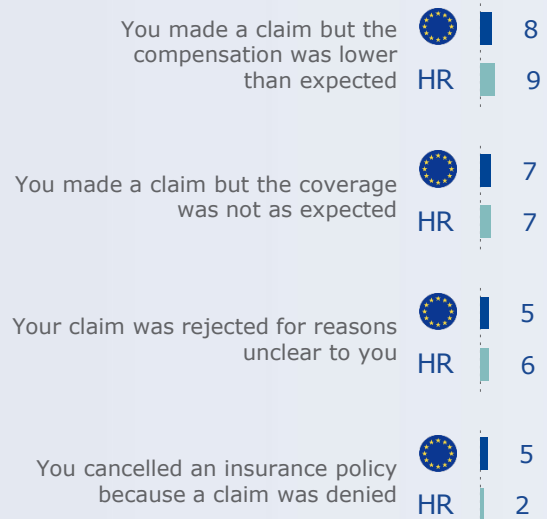 You made a claim but the
compensation was lower
than expected
8
HR 9
You made a claim but the coverage
was not as expected
7
HR 7
Your claim was rejected for reasons
unclear to you
5
HR 6
You cancelled an insurance policy
because a claim was denied
5
HR 2